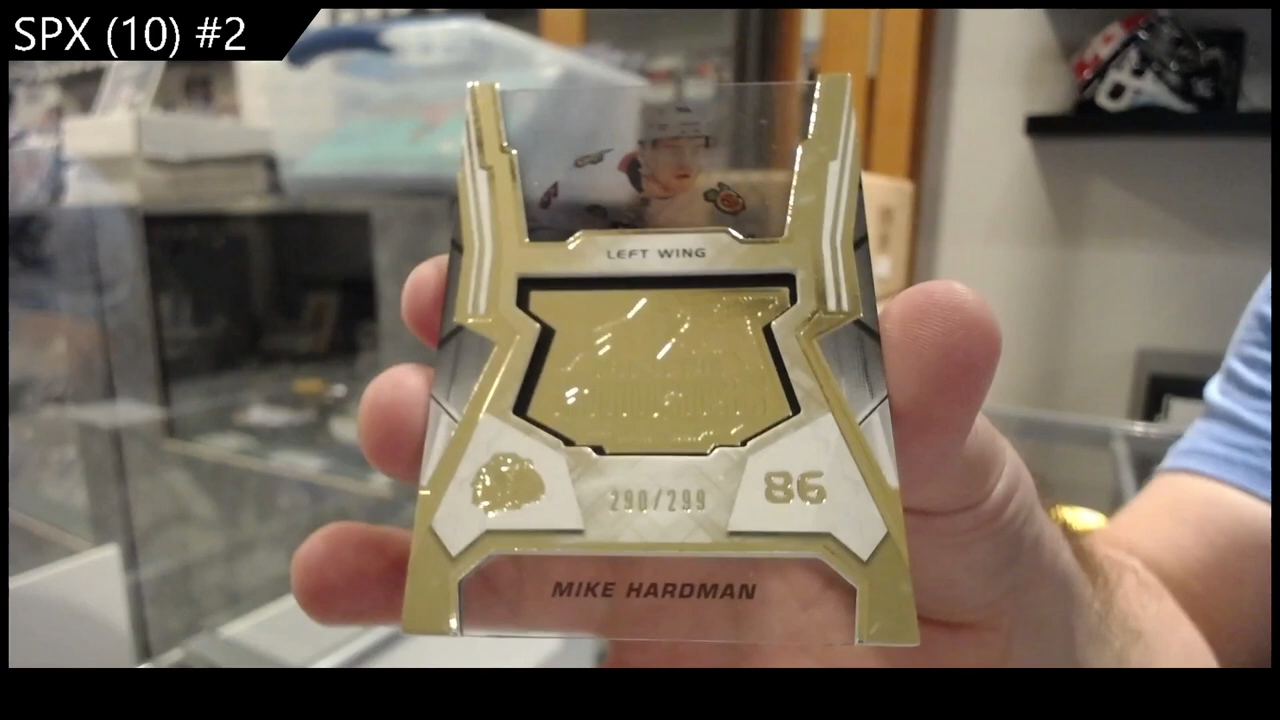 SPX (10) #2
LEFT WING
290/299
86
MIKE HARDMAN